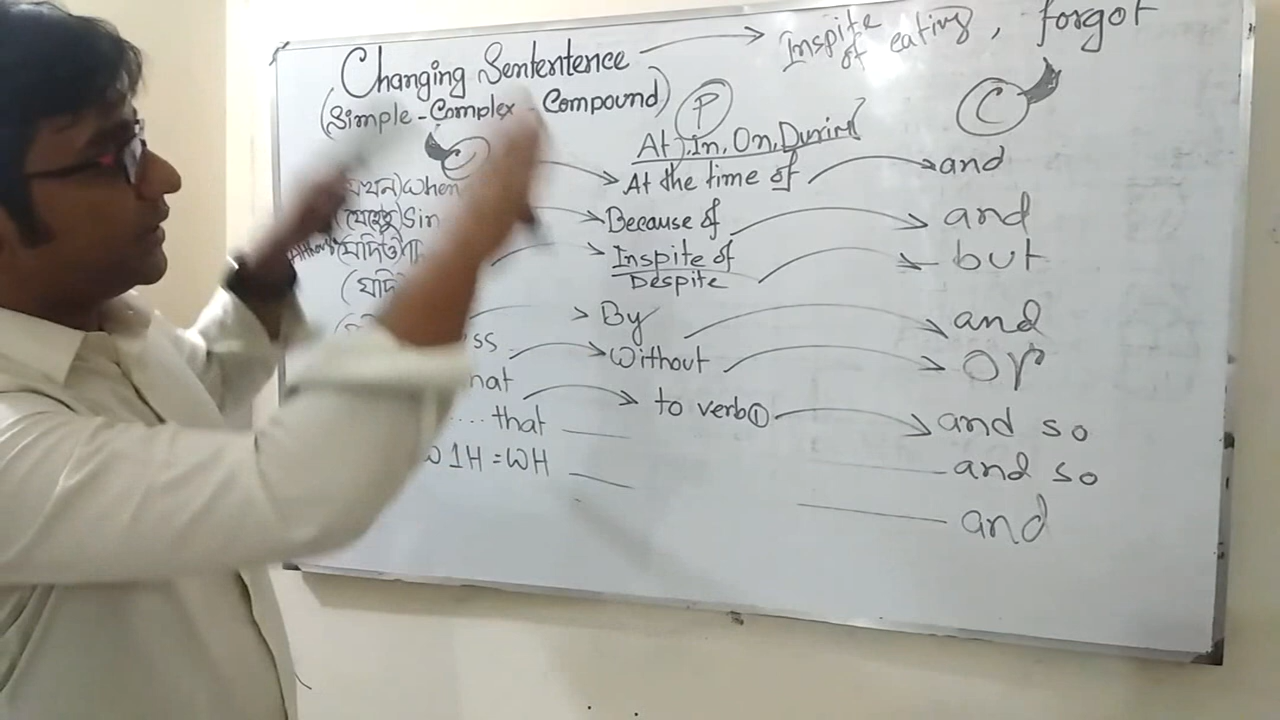 Changing Sententence → Inspite of eating, forgot
(Simple - Complex - Compound)
P C
C At, In, On, During
(যখন) When → At the time of → and
(যেহেতু) Sin → Because of → and
যদিও → Inspite of → but
Despite
(যদি
→ By → and
ss → Without → or
hat → to verb① → and so
.... that — and so
W 1H = WH — and